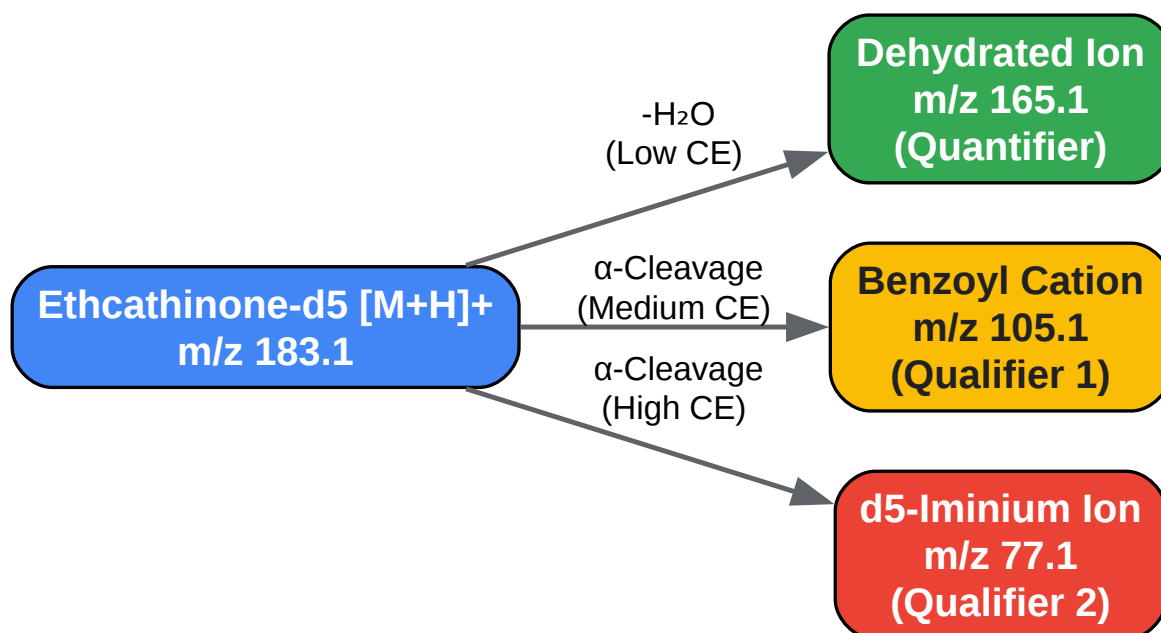 Dehydrated Ion
m/z 165.1
(Quantifier)
-H₂O
(Low CE)
α-Cleavage
(Medium CE)
Benzoyl Cation
m/z 105.1
(Qualifier 1)
Ethcathinone-d5 [M+H]+
m/z 183.1
α-Cleavage
(High CE)
d5-Iminium Ion
m/z 77.1
(Qualifier 2)